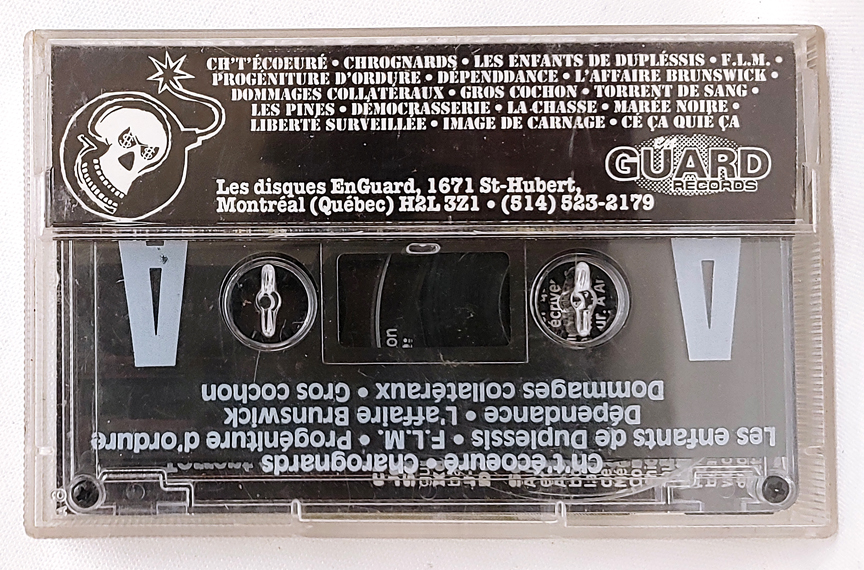 CH'T'ÉCOEURÉ • CHROGNARDS • LES ENFANTS DE DUPLÉSSIS • F.L.M. •
PROGÉNITURE D'ORDURE • DÉPENDDANCE • L'AFFAIRE BRUNSWICK •
DOMMAGES COLLATÉRAUX • GROS COCHON • TORRENT DE SANG •
LES PINES • DÉMOCRASSERIE • LA CHASSE • MARÉE NOIRE •
LIBERTÉ SURVEILLÉE • IMAGE DE CARNAGE • CÉ ÇA QUIE ÇA
GUARD
RECORDS
Les disques EnGuard, 1671 St-Hubert,
Montréal (Québec) H2L 3Z1 • (514) 523-2179
A A
Ch't'écoeuré • Charognards
Les enfants de Duplessis • F.L.M. • Progéniture d'ordure
Dépendance • L'affaire Brunswick
Dommages collatéraux • Gros cochon